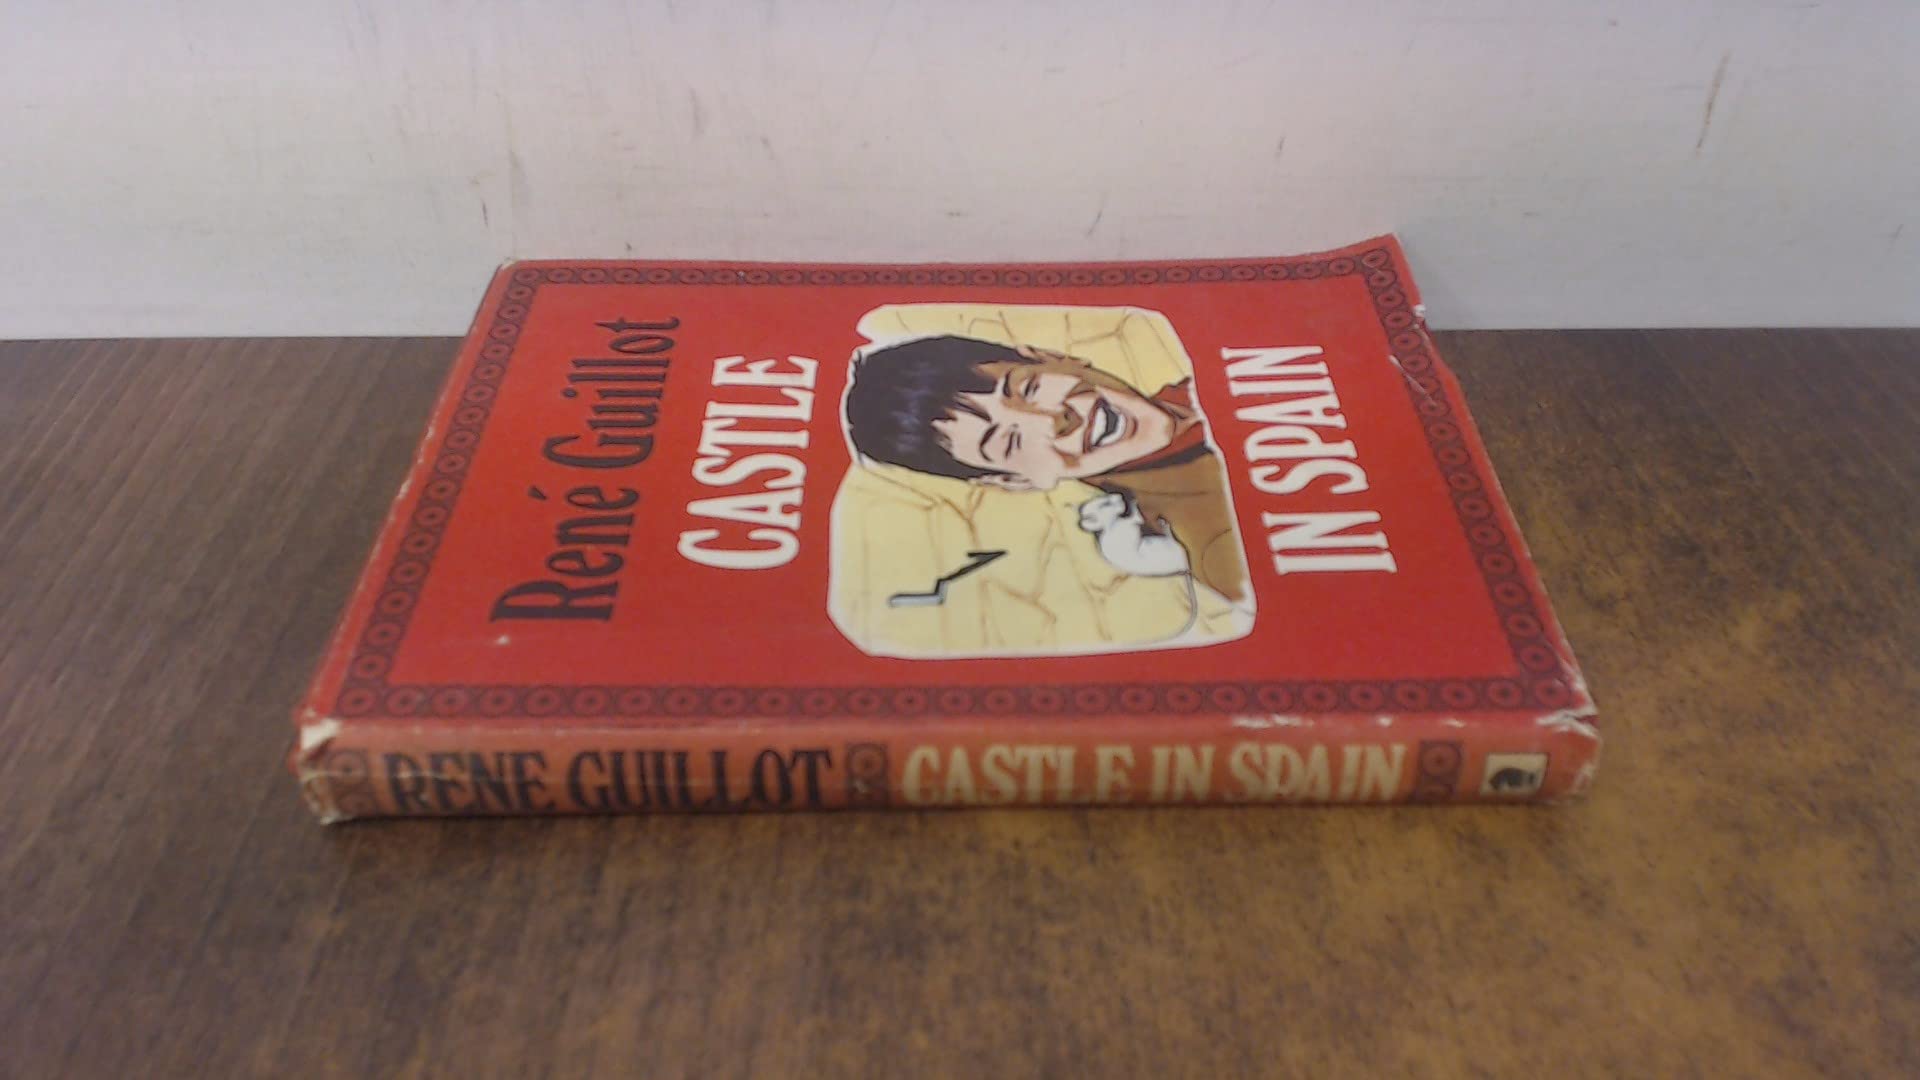 René Guillot
CASTLE
IN SPAIN
RENÉ GUILLOT CASTLE IN SPAIN